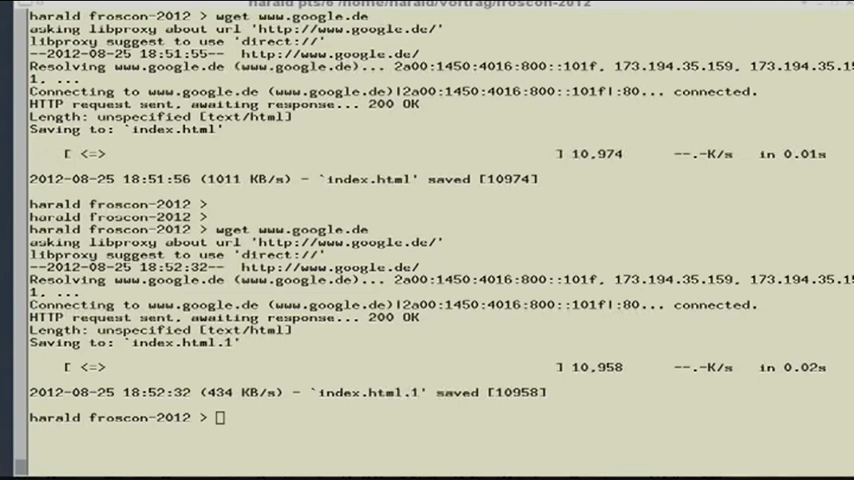 harald pts/6 /home/harald/vortrag/froscon-2012
harald froscon-2012 > wget www.google.de
asking libproxy about url 'http://www.google.de/'
libproxy suggest to use 'direct://'
--2012-08-25 18:51:55--  http://www.google.de/
Resolving www.google.de (www.google.de)... 2a00:1450:4016:800::101f, 173.194.35.159, 173.194.35.15
1, ...
Connecting to www.google.de (www.google.de)|2a00:1450:4016:800::101f|:80... connected.
HTTP request sent, awaiting response... 200 OK
Length: unspecified [text/html]
Saving to: `index.html'
[ <=> ] 10,974 --.-K/s in 0.01s
2012-08-25 18:51:56 (1011 KB/s) - `index.html' saved [10974]
harald froscon-2012 >
harald froscon-2012 >
harald froscon-2012 > wget www.google.de
asking libproxy about url 'http://www.google.de/'
libproxy suggest to use 'direct://'
--2012-08-25 18:52:32--  http://www.google.de/
Resolving www.google.de (www.google.de)... 2a00:1450:4016:800::101f, 173.194.35.159, 173.194.35.15
1, ...
Connecting to www.google.de (www.google.de)|2a00:1450:4016:800::101f|:80... connected.
HTTP request sent, awaiting response... 200 OK
Length: unspecified [text/html]
Saving to: `index.html.1'
[ <=> ] 10,958 --.-K/s in 0.02s
2012-08-25 18:52:32 (434 KB/s) - `index.html.1' saved [10958]
harald froscon-2012 >